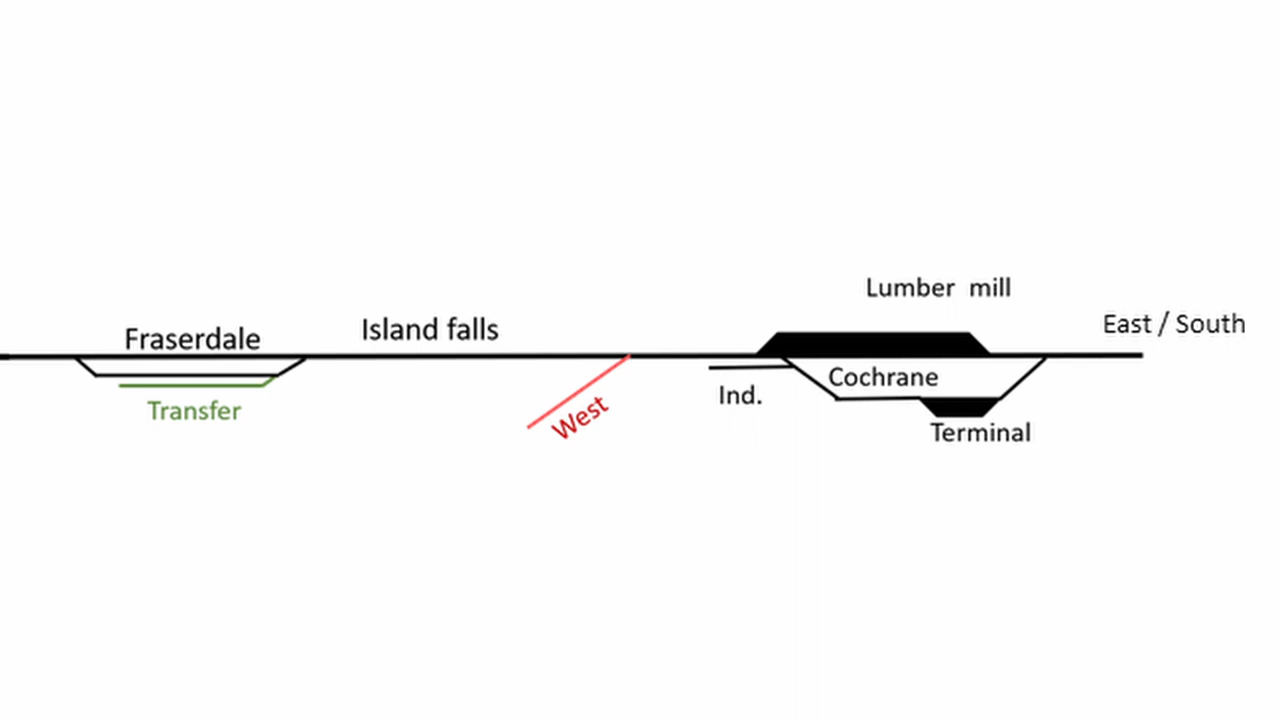 Fraserdale
Transfer
Island falls
West
Ind.
Lumber mill
Cochrane
Terminal
East / South